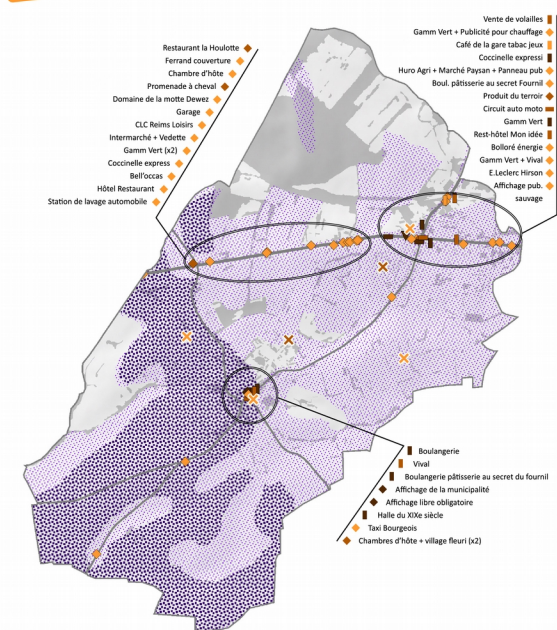 Restaurant la Houlotte
Ferrand couverture
Chambre d'hôte
Promenade à cheval
Domaine de la motte Dewez
Garage
CLC Reims Loisirs
Intermarché + Vedette
Gamm Vert (x2)
Coccinelle express
Bell'occas
Hôtel Restaurant
Station de lavage automobile
Vente de volailles
Gamm Vert + Publicité pour chauffage
Café de la gare tabac jeux
Coccinelle expressi
Huro Agri + Marché Paysan + Panneau pub
Boul. pâtisserie au secret Fournil
Produit du terroir
Circuit auto moto
Gamm Vert
Rest-hôtel Mon idée
Bolloré énergie
Gamm Vert + Vival
E.Leclerc Hirson
Affichage pub.
sauvage
Boulangerie
Vival
Boulangerie pâtisserie au secret du fournil
Affichage de la municipalité
Affichage libre obligatoire
Halle du XIXe siècle
Taxi Bourgeois
Chambres d'hôte + village fleuri (x2)